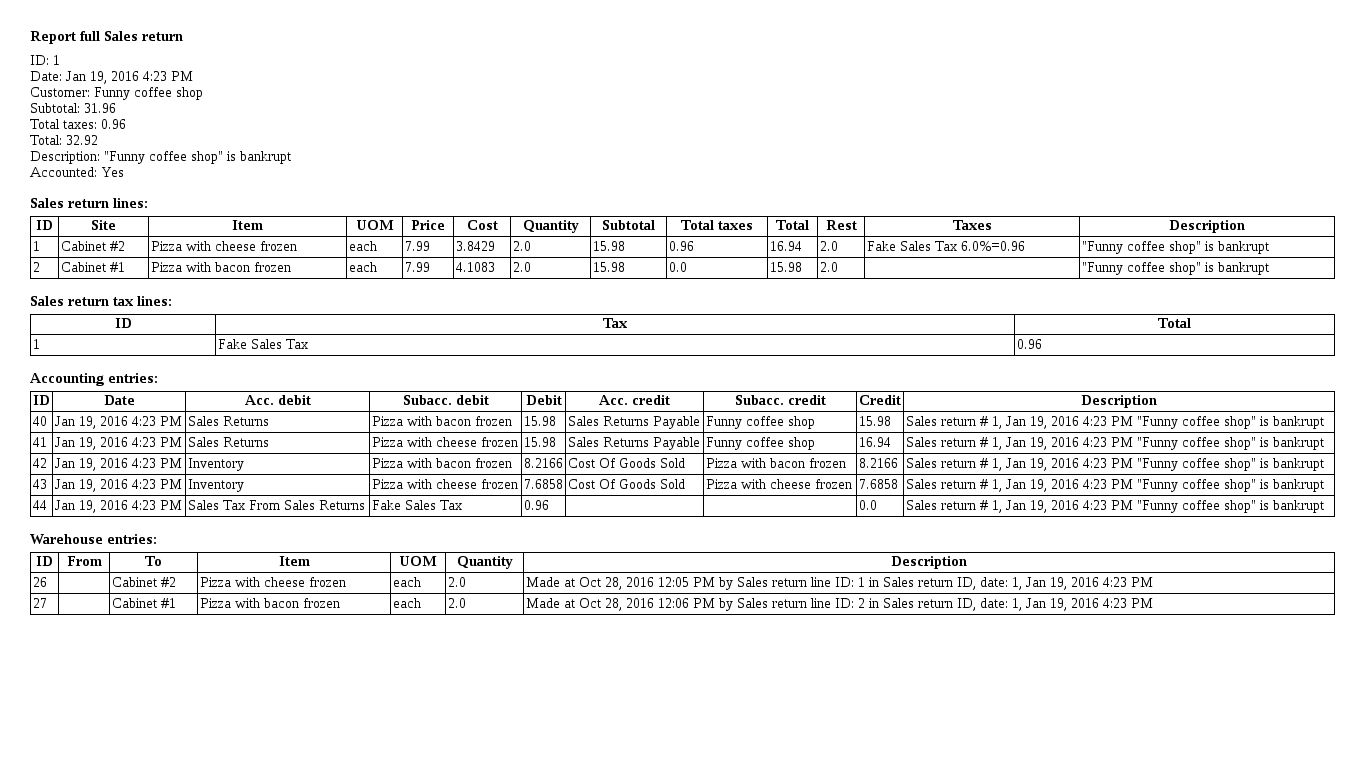 Report full Sales return
ID: 1
Date: Jan 19, 2016 4:23 PM
Customer: Funny coffee shop
Subtotal: 31.96
Total taxes: 0.96
Total: 32.92
Description: "Funny coffee shop" is bankrupt
Accounted: Yes
Sales return lines:
ID Site Item UOM Price Cost Quantity Subtotal Total taxes Total Rest Taxes Description
1 Cabinet #2 Pizza with cheese frozen each 7.99 3.8429 2.0 15.98 0.96 16.94 2.0 Fake Sales Tax 6.0%=0.96 "Funny coffee shop" is bankrupt
2 Cabinet #1 Pizza with bacon frozen each 7.99 4.1083 2.0 15.98 0.0 15.98 2.0 "Funny coffee shop" is bankrupt
Sales return tax lines:
ID Tax Total
1 Fake Sales Tax 0.96
Accounting entries:
ID Date Acc. debit Subacc. debit Debit Acc. credit Subacc. credit Credit Description
40 Jan 19, 2016 4:23 PM Sales Returns Pizza with bacon frozen 15.98 Sales Returns Payable Funny coffee shop 15.98 Sales return # 1, Jan 19, 2016 4:23 PM "Funny coffee shop" is bankrupt
41 Jan 19, 2016 4:23 PM Sales Returns Pizza with cheese frozen 15.98 Sales Returns Payable Funny coffee shop 16.94 Sales return # 1, Jan 19, 2016 4:23 PM "Funny coffee shop" is bankrupt
42 Jan 19, 2016 4:23 PM Inventory Pizza with bacon frozen 8.2166 Cost Of Goods Sold Pizza with bacon frozen 8.2166 Sales return # 1, Jan 19, 2016 4:23 PM "Funny coffee shop" is bankrupt
43 Jan 19, 2016 4:23 PM Inventory Pizza with cheese frozen 7.6858 Cost Of Goods Sold Pizza with cheese frozen 7.6858 Sales return # 1, Jan 19, 2016 4:23 PM "Funny coffee shop" is bankrupt
44 Jan 19, 2016 4:23 PM Sales Tax From Sales Returns Fake Sales Tax 0.96 0.0 Sales return # 1, Jan 19, 2016 4:23 PM "Funny coffee shop" is bankrupt
Warehouse entries:
ID From To Item UOM Quantity Description
26 Cabinet #2 Pizza with cheese frozen each 2.0 Made at Oct 28, 2016 12:05 PM by Sales return line ID: 1 in Sales return ID, date: 1, Jan 19, 2016 4:23 PM
27 Cabinet #1 Pizza with bacon frozen each 2.0 Made at Oct 28, 2016 12:06 PM by Sales return line ID: 2 in Sales return ID, date: 1, Jan 19, 2016 4:23 PM